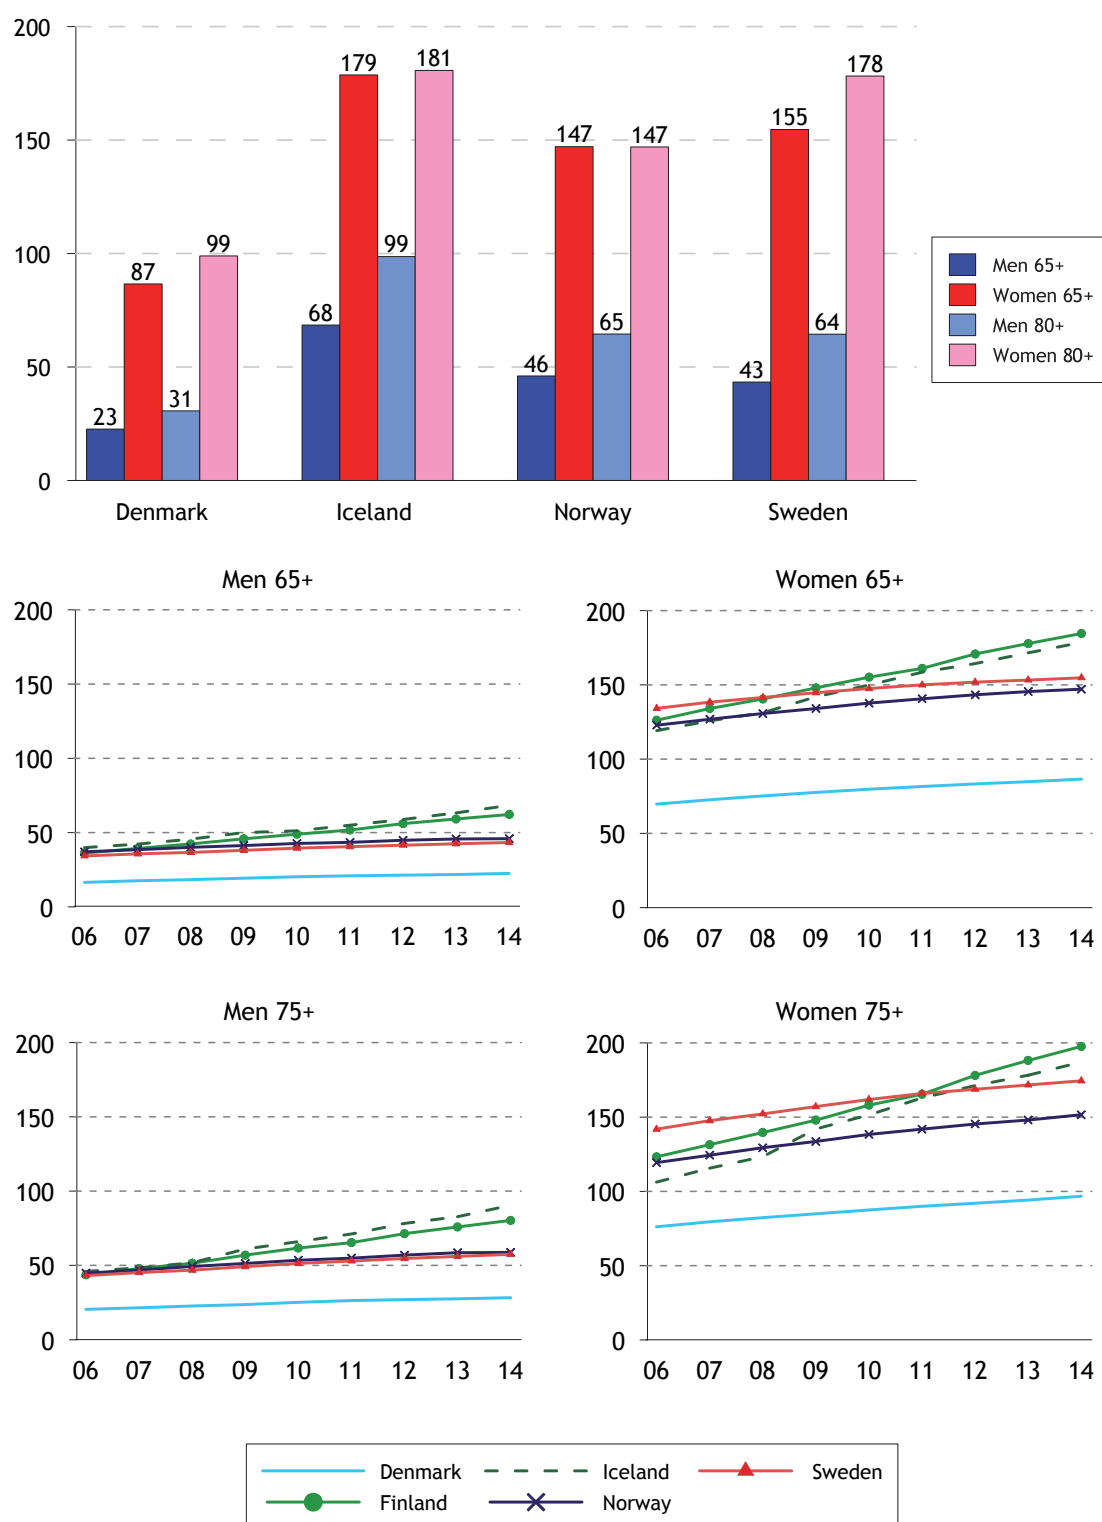 200
150
100
50
0
23
87
31
99
68
179
99
181
46
147
65
147
43
155
64
178
Denmark Iceland Norway Sweden
Men 65+
Women 65+
Men 80+
Women 80+
Men 65+
200
150
100
50
0
06 07 08 09 10 11 12 13 14
Women 65+
200
150
100
50
0
06 07 08 09 10 11 12 13 14
Men 75+
200
150
100
50
0
06 07 08 09 10 11 12 13 14
Women 75+
200
150
100
50
0
06 07 08 09 10 11 12 13 14
Denmark Iceland Sweden
Finland Norway